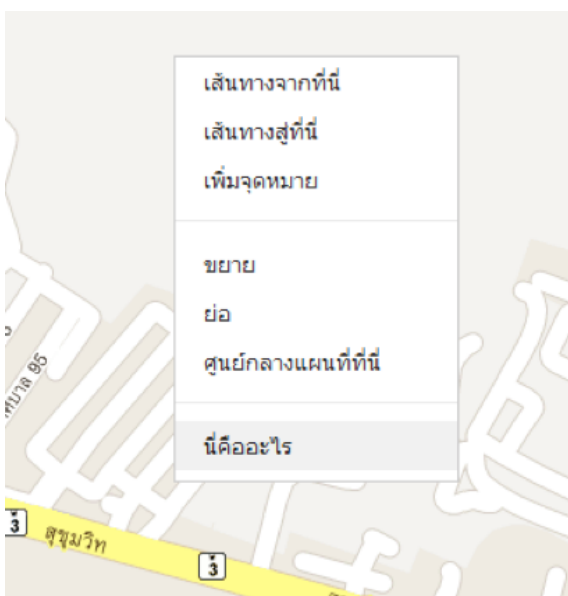 เส้นทางจากที่นี่
เส้นทางสู่ที่นี่
เพิ่มจุดหมาย
ขยาย
ย่อ
ศูนย์กลางแผนที่ที่นี่
นี่คืออะไร
95
3
สุขุมวิท
3